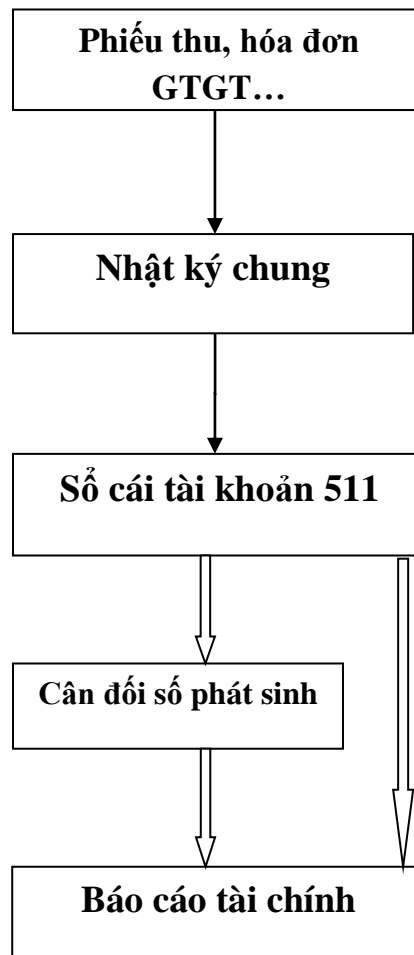 Phiếu thu, hóa đơn
GTGT…
Nhật ký chung
Sổ cái tài khoản 511
Cân đối số phát sinh
Báo cáo tài chính